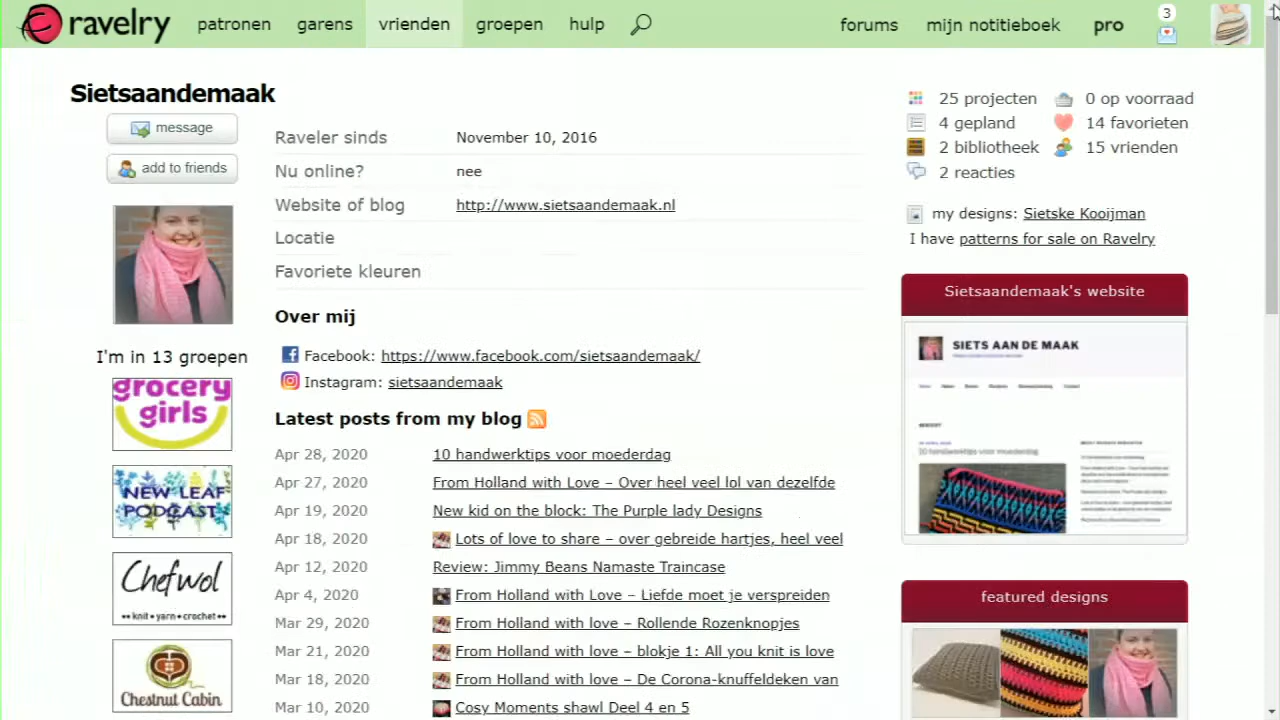 ravelry
patronen
garens
vrienden
groepen
hulp
forums
mijn notitieboek
pro
3
Sietsaandemaak
message
add to friends
I'm in 13 groepen
grocery
girls
NEW LEAF
PODCAST
Chefwol
knit • yarn • crochet
Chestnut Cabin
Raveler sinds
November 10, 2016
Nu online?
nee
Website of blog
http://www.sietsaandemaak.nl
Locatie
Favoriete kleuren
Over mij
Facebook: https://www.facebook.com/sietsaandemaak/
Instagram: sietsaandemaak
Latest posts from my blog
Apr 28, 2020 10 handwerktips voor moederdag
Apr 27, 2020 From Holland with Love – Over heel veel lol van dezelfde
Apr 19, 2020 New kid on the block: The Purple lady Designs
Apr 18, 2020 Lots of love to share – over gebreide hartjes, heel veel
Apr 12, 2020 Review: Jimmy Beans Namaste Traincase
Apr 4, 2020 From Holland with Love – Liefde moet je verspreiden
Mar 29, 2020 From Holland with love – Rollende Rozenknopjes
Mar 21, 2020 From Holland with love – blokje 1: All you knit is love
Mar 18, 2020 From Holland with love – De Corona-knuffeldeken van
Mar 10, 2020 Cosy Moments shawl Deel 4 en 5
25 projecten
0 op voorraad
4 gepland
14 favorieten
2 bibliotheek
15 vrienden
2 reacties
my designs: Sietske Kooijman
I have patterns for sale on Ravelry
Sietsaandemaak's website
SIETS AAN DE MAAK
10 handwerktips voor moederdag
featured designs